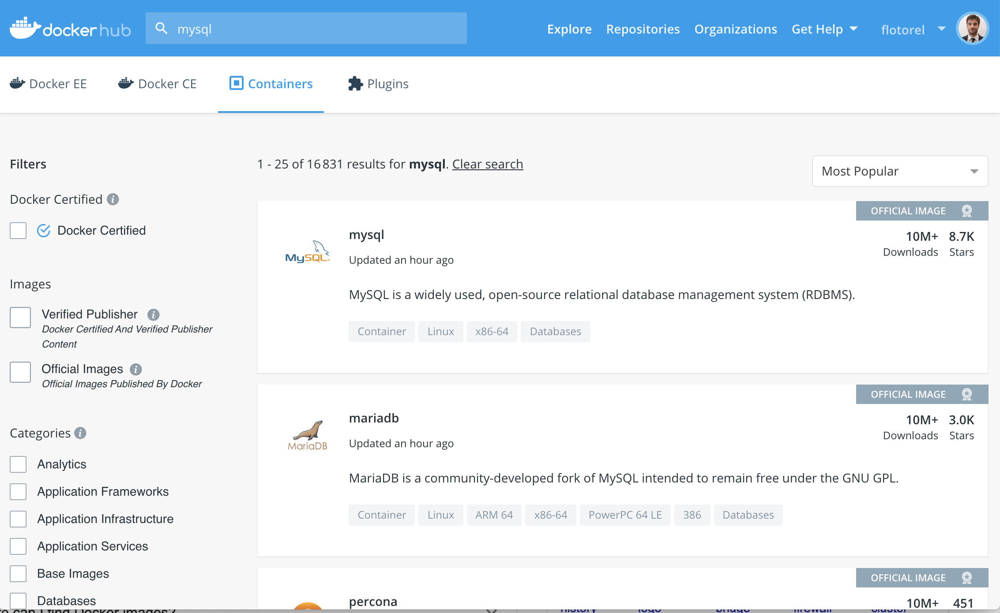 docker hub
mysql
Explore Repositories Organizations Get Help flotorel
Docker EE Docker CE Containers Plugins
Filters
1 - 25 of 16 831 results for mysql. Clear search
Most Popular
Docker Certified
Docker Certified
Images
Verified Publisher
Docker Certified And Verified Publisher
Content
Official Images
Official Images Published By Docker
Categories
Analytics
Application Frameworks
Application Infrastructure
Application Services
Base Images
Databases
OFFICIAL IMAGE
MySQL
mysql
10M+ 8.7K
Downloads Stars
Updated an hour ago
MySQL is a widely used, open-source relational database management system (RDBMS).
Container Linux x86-64 Databases
OFFICIAL IMAGE
MariaDB
mariadb
10M+ 3.0K
Downloads Stars
Updated an hour ago
MariaDB is a community-developed fork of MySQL intended to remain free under the GNU GPL.
Container Linux ARM 64 x86-64 PowerPC 64 LE 386 Databases
OFFICIAL IMAGE
percona
10M+ 451
can I find Docker images?
history logo bridge firewall cluster